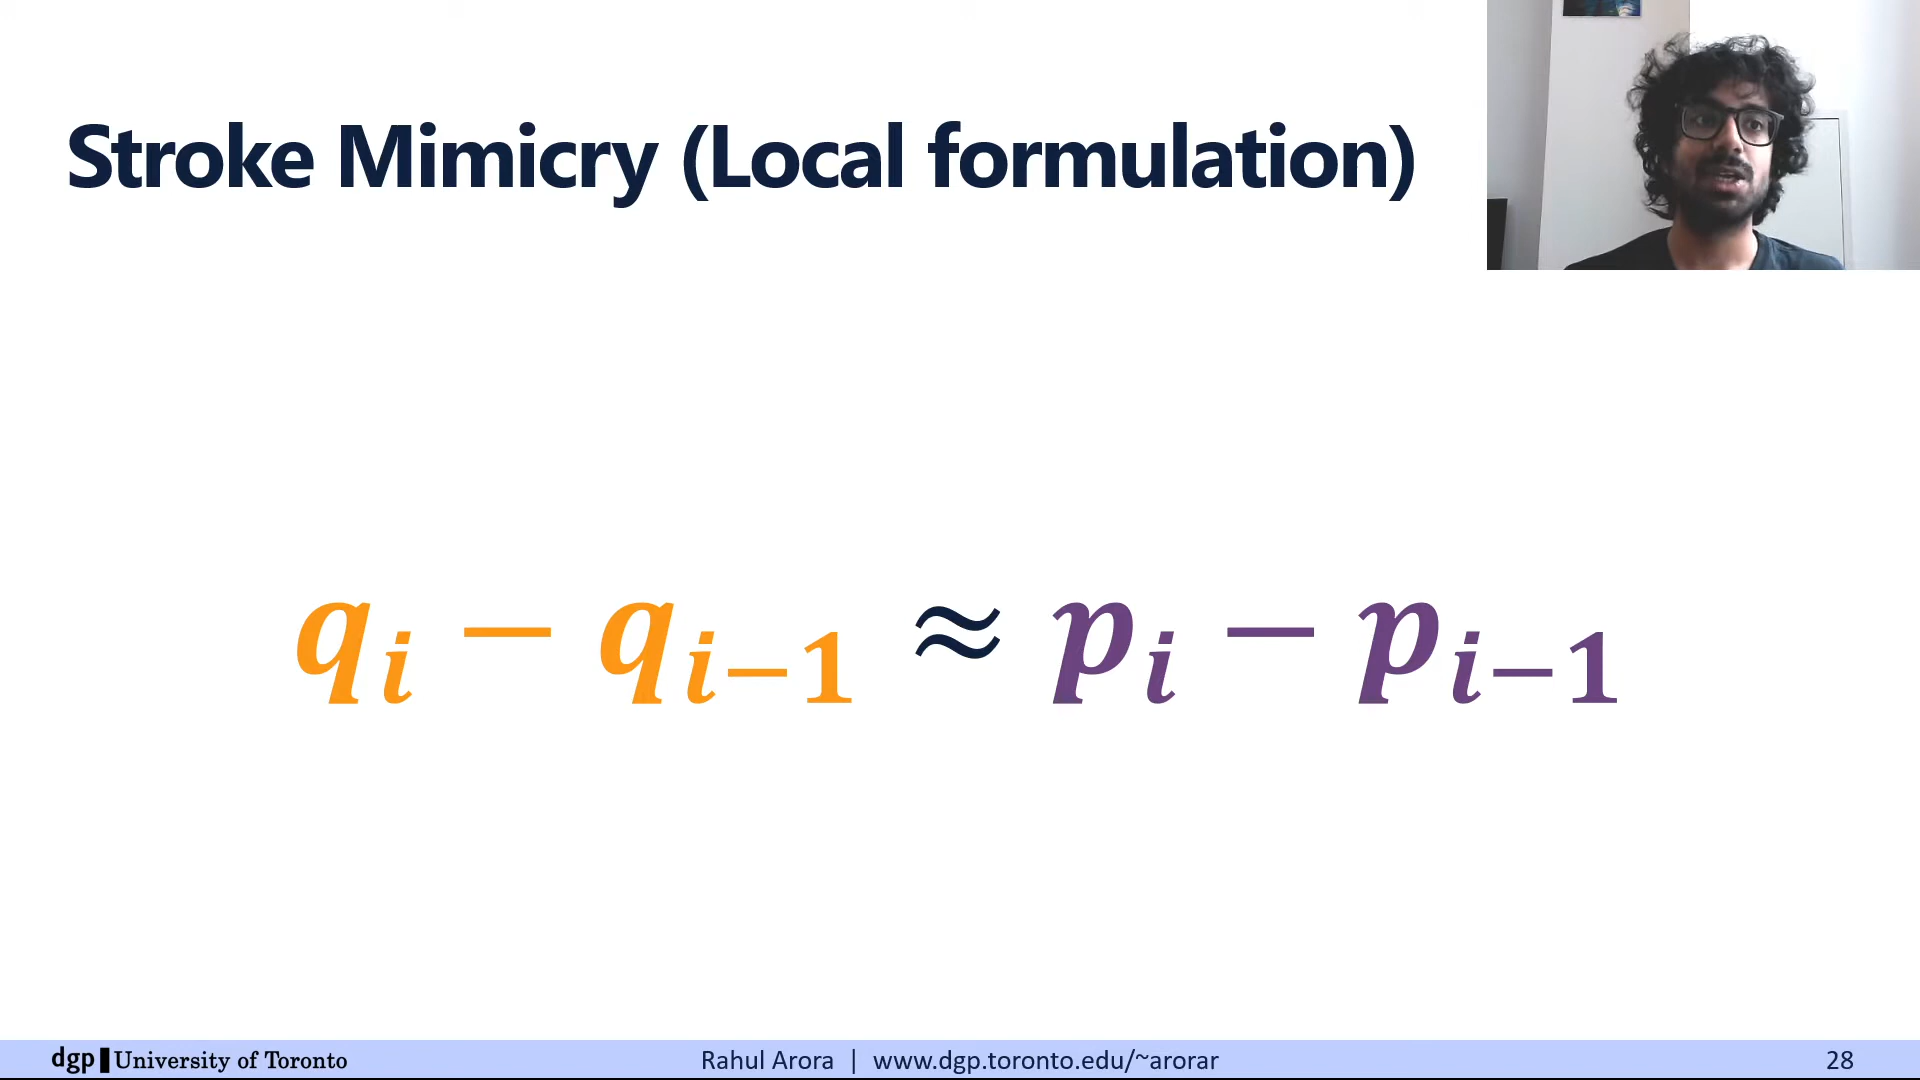 Stroke Mimicry (Local formulation)
qᵢ − qᵢ₋₁ ≈ pᵢ − pᵢ₋₁
dgp University of Toronto
Rahul Arora | www.dgp.toronto.edu/~arorar
28